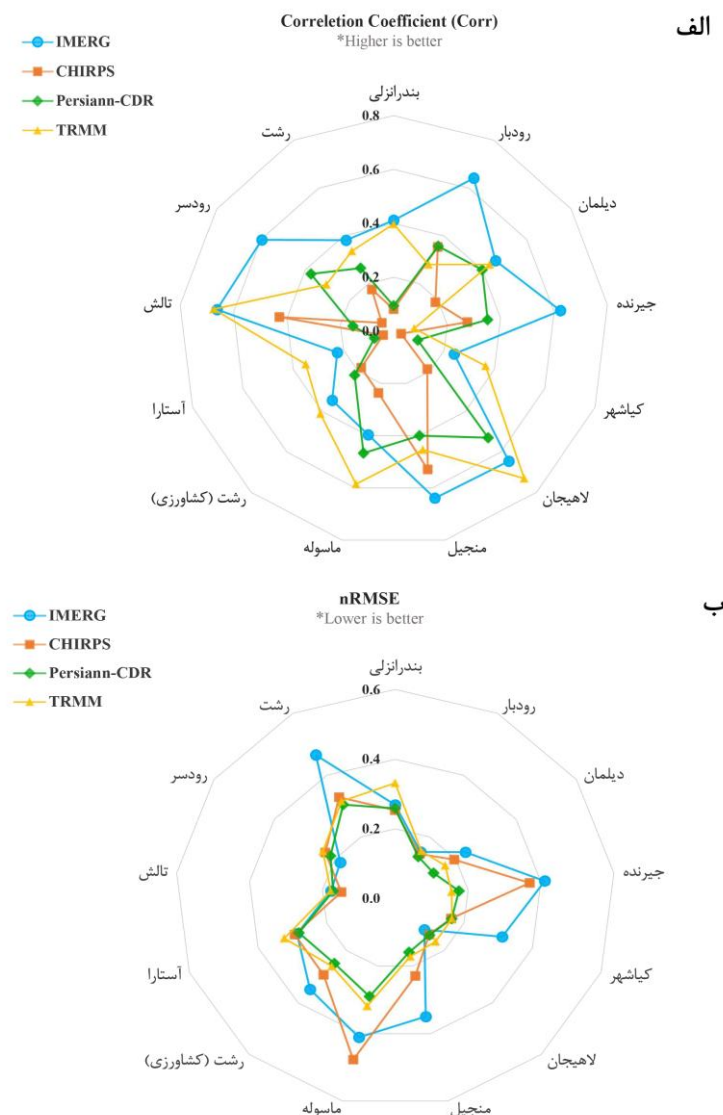 الف
Correletion Coefficient (Corr)
*Higher is better
IMERG
CHIRPS
Persiann-CDR
TRMM
بندرانزلی
رودبار
دیلمان
جیرنده
کیاشهر
لاهیجان
منجیل
ماسوله
رشت (کشاورزی)
آستارا
تالش
رودسر
رشت
0.8
0.6
0.4
0.2
0.0
ب
nRMSE
*Lower is better
IMERG
CHIRPS
Persiann-CDR
TRMM
بندرانزلی
رودبار
دیلمان
جیرنده
کیاشهر
لاهیجان
منجیل
ماسوله
رشت (کشاورزی)
آستارا
تالش
رودسر
رشت
0.6
0.4
0.2
0.0